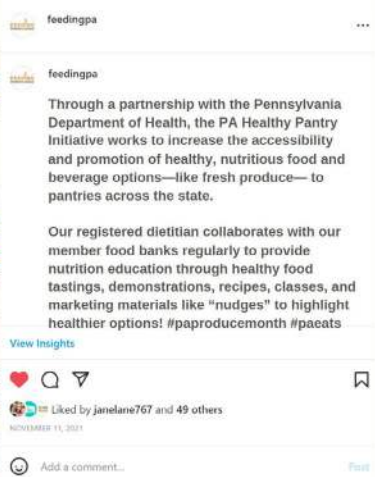 feedingpa
feedingpa
Through a partnership with the Pennsylvania
Department of Health, the PA Healthy Pantry
Initiative works to increase the accessibility
and promotion of healthy, nutritious food and
beverage options—like fresh produce— to
pantries across the state.
Our registered dietitian collaborates with our
member food banks regularly to provide
nutrition education through healthy food
tastings, demonstrations, recipes, classes, and
marketing materials like “nudges” to highlight
healthier options! #paproducemonth #paeats
View Insights
Liked by janelane767 and 49 others
NOVEMBER 11, 2021
Add a comment...
Post